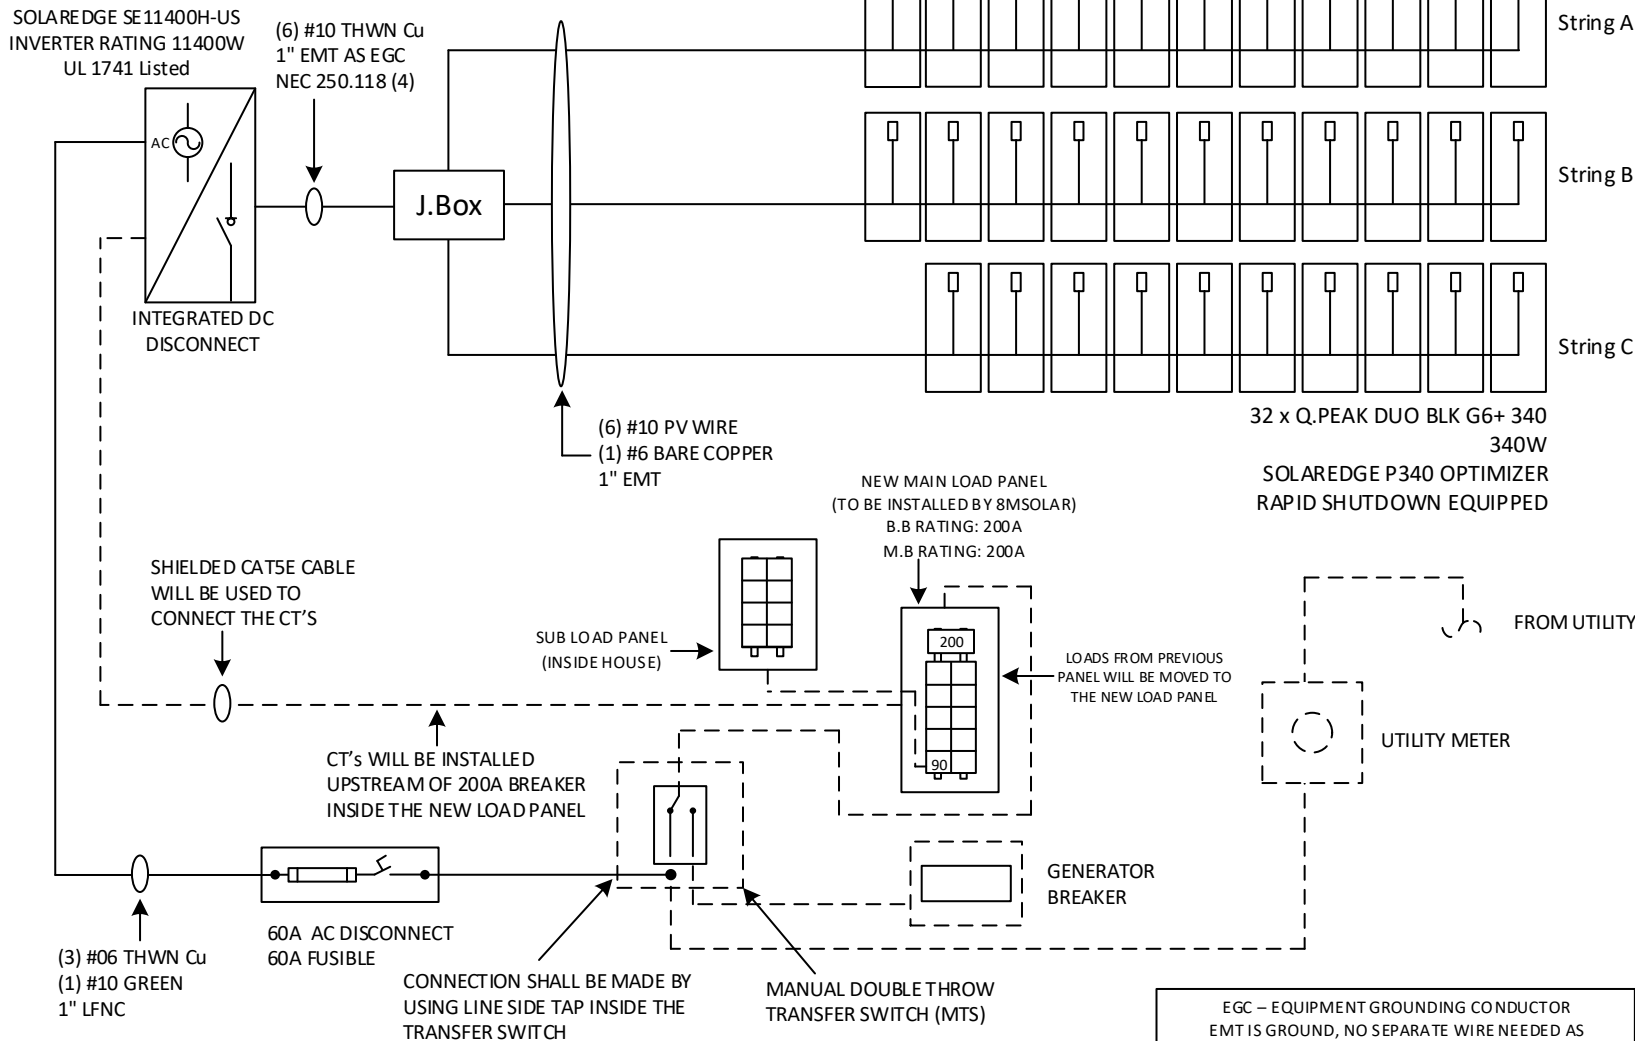 SOLAREDGE SE11400H-US
INVERTER RATING 11400W
UL 1741 Listed
(6) #10 THWN Cu
1" EMT AS EGC
NEC 250.118 (4)
String A
AC
J.Box
String B
INTEGRATED DC
DISCONNECT
String C
(6) #10 PV WIRE
(1) #6 BARE COPPER
1" EMT
32 x Q.PEAK DUO BLK G6+ 340
340W
SOLAREDGE P340 OPTIMIZER
RAPID SHUTDOWN EQUIPPED
NEW MAIN LOAD PANEL
(TO BE INSTALLED BY 8MSOLAR)
B.B RATING: 200A
M.B RATING: 200A
SHIELDED CAT5E CABLE
WILL BE USED TO
CONNECT THE CT'S
SUB LOAD PANEL
(INSIDE HOUSE)
200
90
LOADS FROM PREVIOUS
PANEL WILL BE MOVED TO
THE NEW LOAD PANEL
FROM UTILITY
UTILITY METER
CT's WILL BE INSTALLED
UPSTREAM OF 200A BREAKER
INSIDE THE NEW LOAD PANEL
GENERATOR
BREAKER
60A AC DISCONNECT
60A FUSIBLE
(3) #06 THWN Cu
(1) #10 GREEN
1" LFNC
CONNECTION SHALL BE MADE BY
USING LINE SIDE TAP INSIDE THE
TRANSFER SWITCH
MANUAL DOUBLE THROW
TRANSFER SWITCH (MTS)
EGC – EQUIPMENT GROUNDING CONDUCTOR
EMT IS GROUND, NO SEPARATE WIRE NEEDED AS